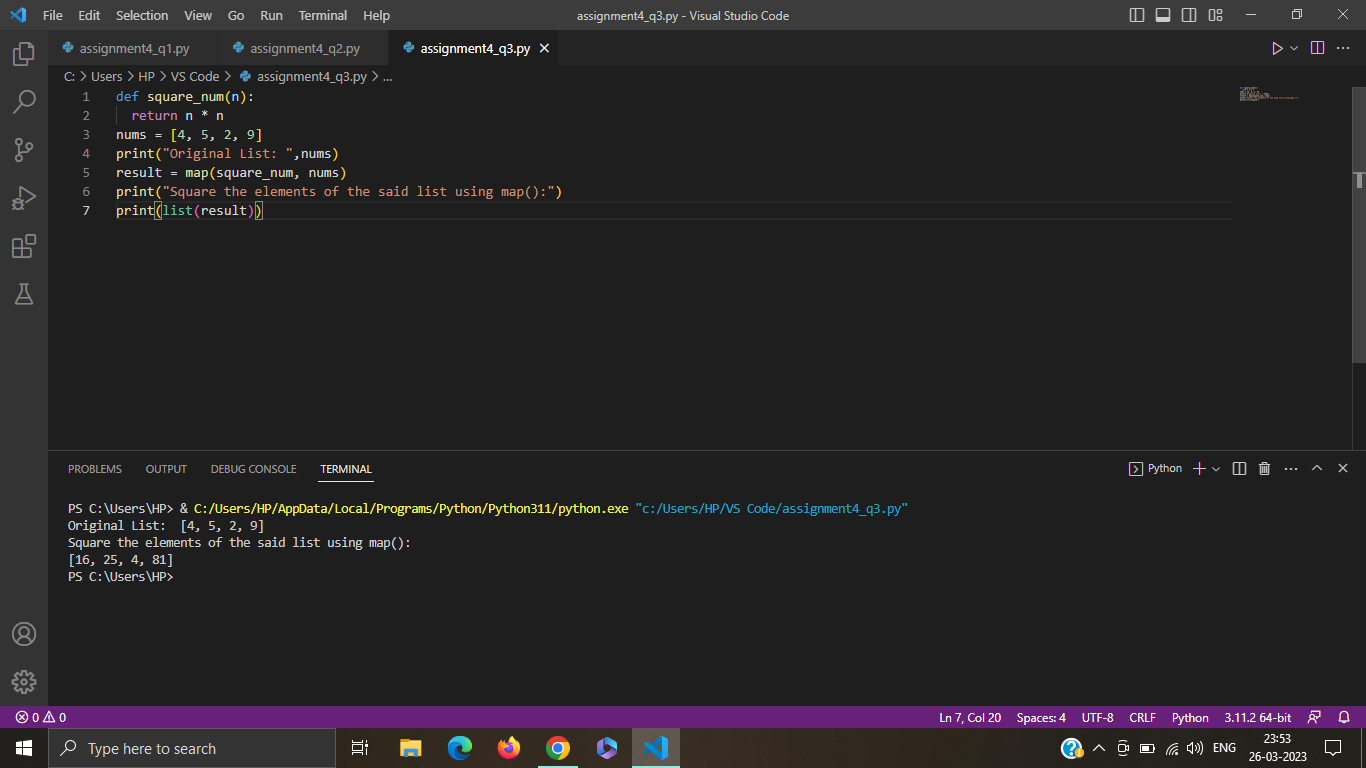 File Edit Selection View Go Run Terminal Help assignment4_q3.py - Visual Studio Code
assignment4_q1.py assignment4_q2.py assignment4_q3.py
C: > Users > HP > VS Code > assignment4_q3.py > ...
1 def square_num(n):
2 return n * n
3 nums = [4, 5, 2, 9]
4 print("Original List: ",nums)
5 result = map(square_num, nums)
6 print("Square the elements of the said list using map():")
7 print(list(result))
PROBLEMS OUTPUT DEBUG CONSOLE TERMINAL Python
PS C:\Users\HP> & C:/Users/HP/AppData/Local/Programs/Python/Python311/python.exe "c:/Users/HP/VS Code/assignment4_q3.py"
Original List:  [4, 5, 2, 9]
Square the elements of the said list using map():
[16, 25, 4, 81]
PS C:\Users\HP>
0 0 Ln 7, Col 20 Spaces: 4 UTF-8 CRLF Python 3.11.2 64-bit
Type here to search ENG 23:53
26-03-2023